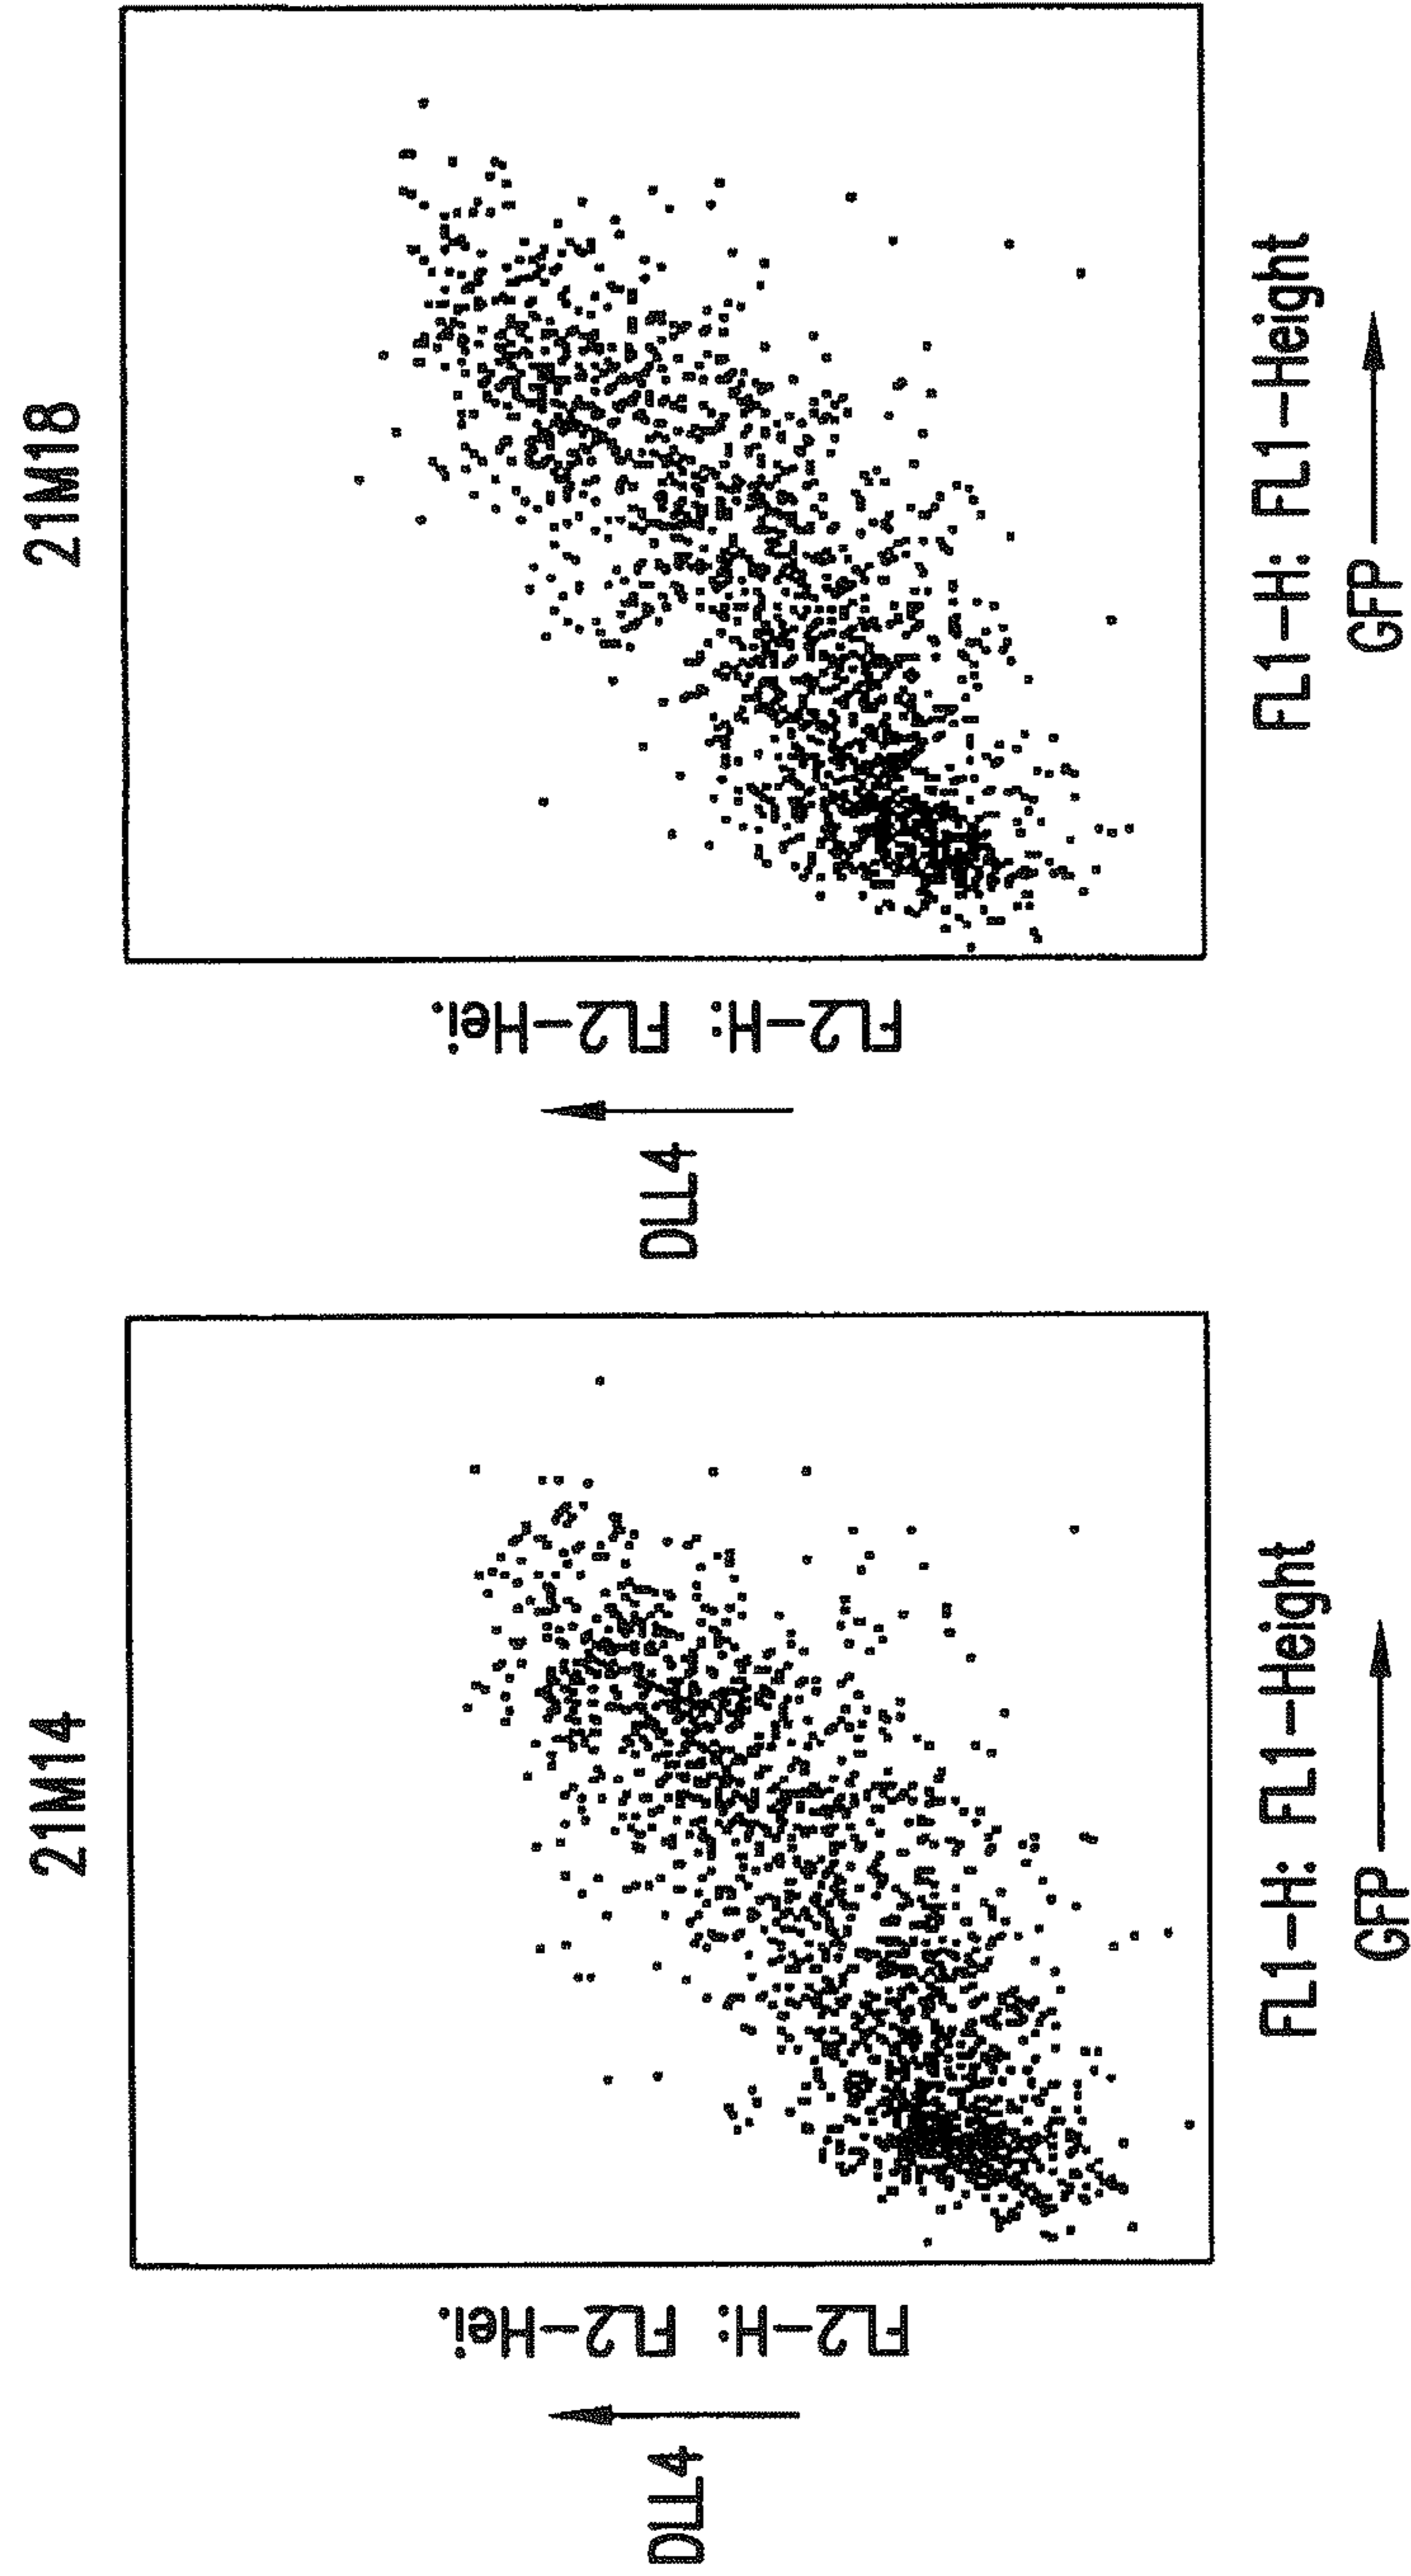 21M14
DLL4
FL2-H: FL2-Hei.
FL1-H: FL1-Height
GFP
21M18
DLL4
FL2-H: FL2-Hei.
FL1-H: FL1-Height
GFP